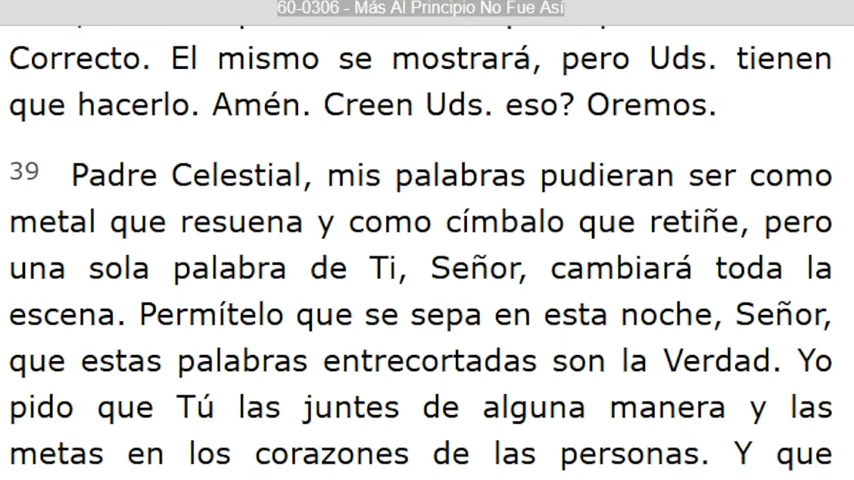 60-0306 - Más Al Principio No Fue Así
Correcto. El mismo se mostrará, pero Uds. tienen
que hacerlo. Amén. Creen Uds. eso? Oremos.
39 Padre Celestial, mis palabras pudieran ser como
metal que resuena y como címbalo que retiñe, pero
una sola palabra de Ti, Señor, cambiará toda la
escena. Permítelo que se sepa en esta noche, Señor,
que estas palabras entrecortadas son la Verdad. Yo
pido que Tú las juntes de alguna manera y las
metas en los corazones de las personas. Y que